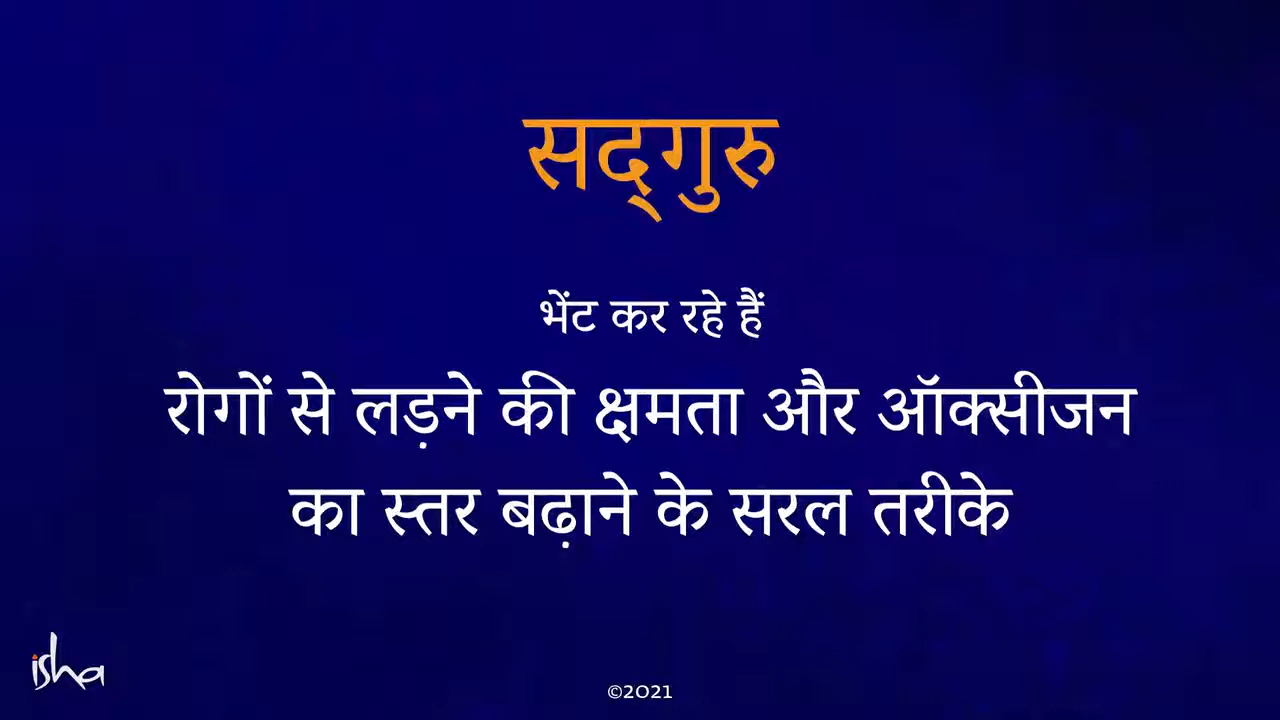 सद्‌गुरु
भेंट कर रहे हैं
रोगों से लड़ने की क्षमता और ऑक्सीजन
का स्तर बढ़ाने के सरल तरीके
isha
©2021